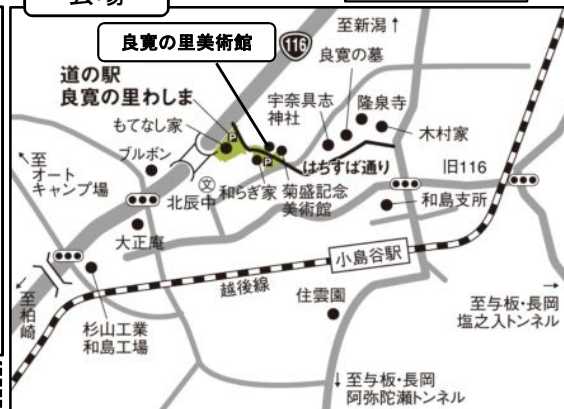 会場
良寛の里美術館
116
至新潟↑
良寛の墓
道の駅
良寛の里わしま
宇奈具志
神社
隆泉寺
もてなし家
P
木村家
ブルボン
はちすば通り
旧116
↖至
オート
キャンプ場
文
北辰中
和らぎ家
P
菊盛記念
美術館
和島支所
大正庵
小島谷駅
越後線
住雲園
↙至柏崎
杉山工業
和島工場
→
至与板・長岡
塩之入トンネル
↓至与板・長岡
阿弥陀瀬トンネル